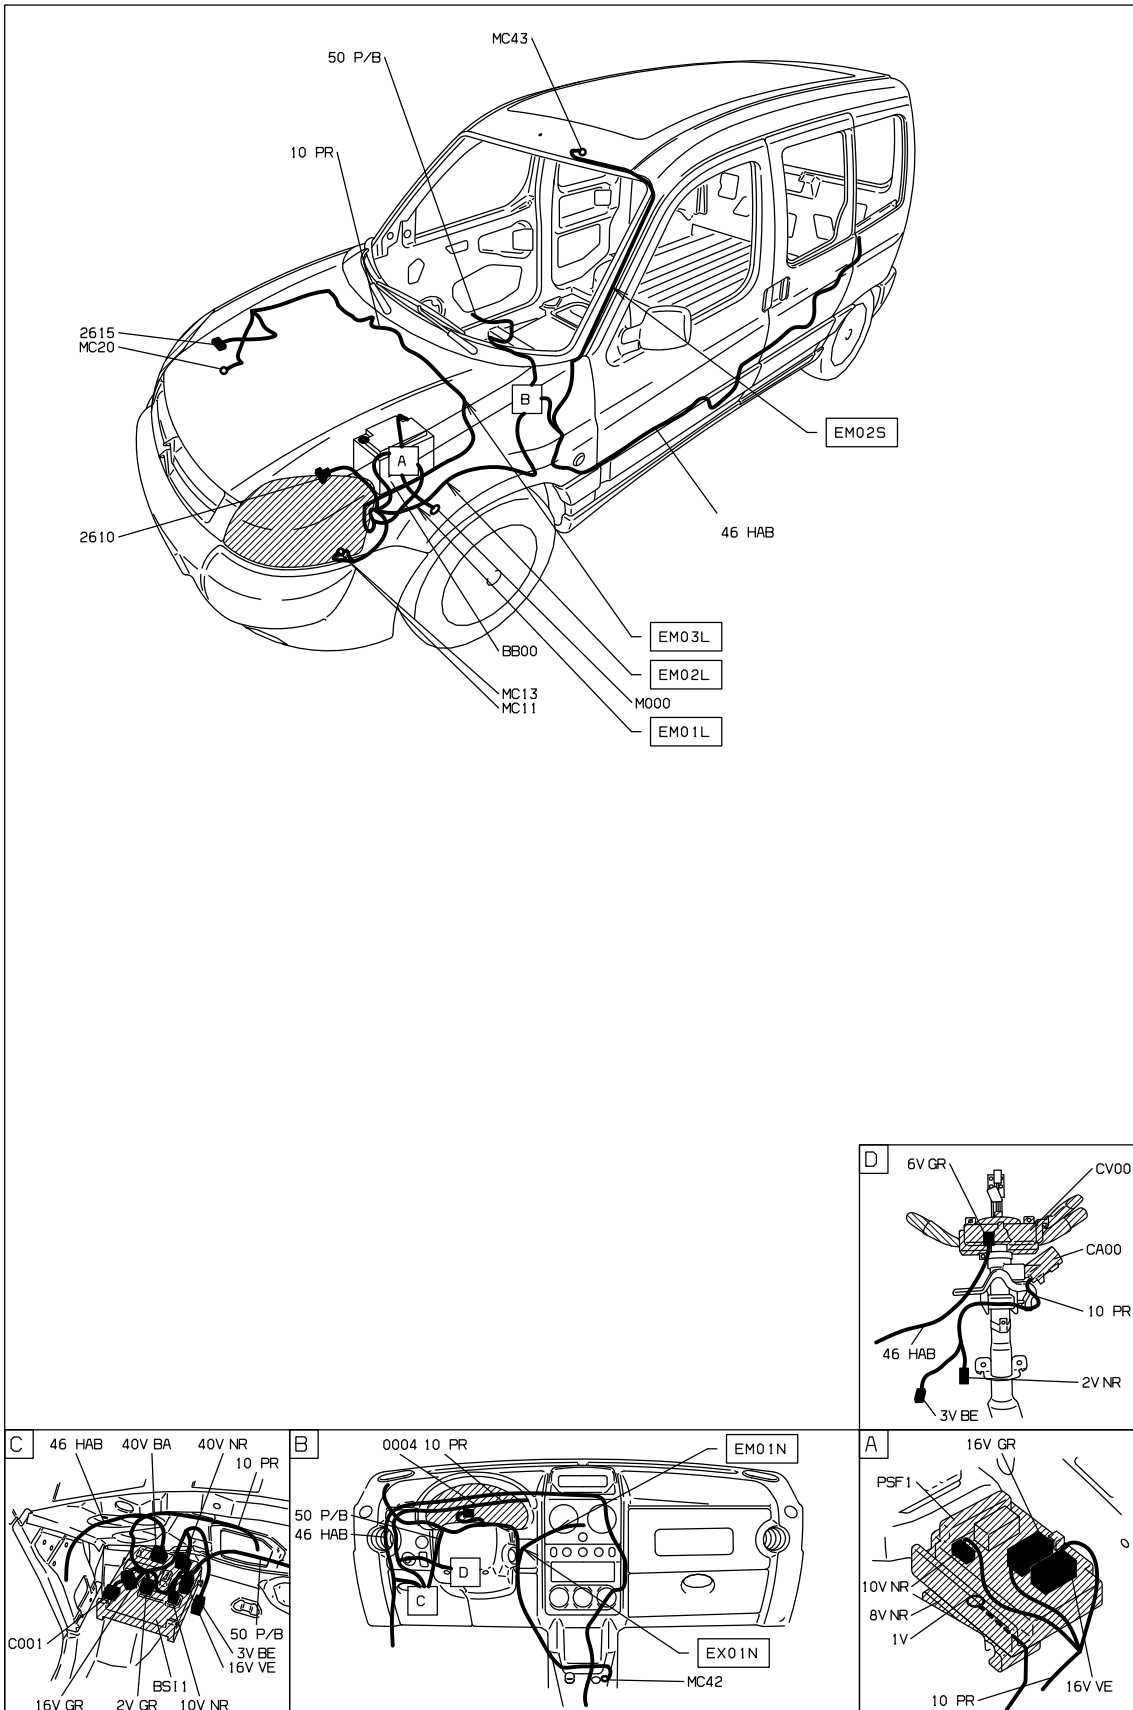 MC43
50 P/B
10 PR
2615
MC20
B
EM02S
A
46 HAB
2610
EM03L
BB00
EM02L
MC13
M000
MC11
EM01L
D
6V GR
CV00
CA00
10 PR
46 HAB
2V NR
3V BE
C
46 HAB
40V BA
40V NR
10 PR
C001
50 P/B
3V BE
16V VE
BSI1
16V GR
2V GR
10V NR
B
0004 10 PR
EM01N
50 P/B
46 HAB
D
C
EX01N
MC42
A
16V GR
PSF1
10V NR
8V NR
1V
16V VE
10 PR